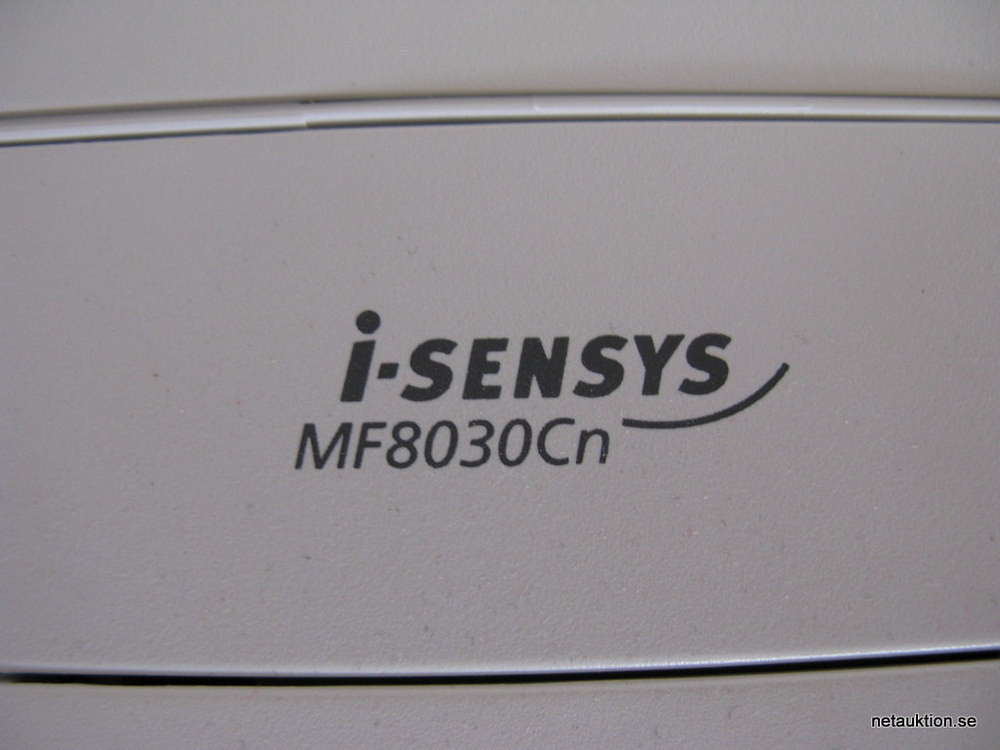 i-SENSYS
MF8030Cn
netauktion.se